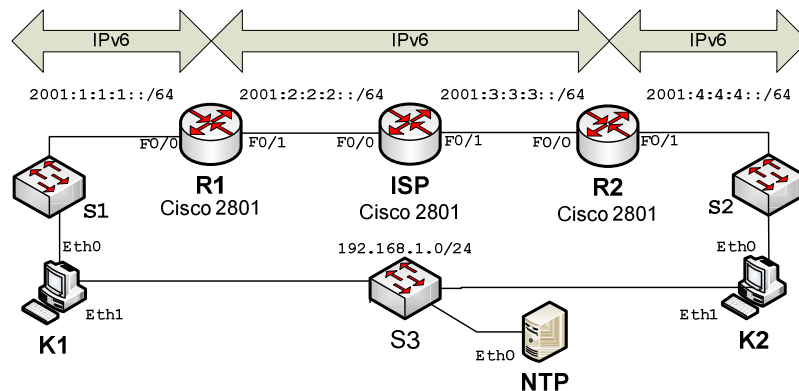 IPv6
IPv6
IPv6
2001:1:1:1::/64
2001:2:2:2::/64
2001:3:3:3::/64
2001:4:4:4::/64
F0/0
F0/1
F0/0
F0/1
F0/0
F0/1
R1
Cisco 2801
ISP
Cisco 2801
R2
Cisco 2801
S1
S2
Eth0
192.168.1.0/24
Eth0
Eth1
K1
S3
Eth1
K2
Eth0
NTP